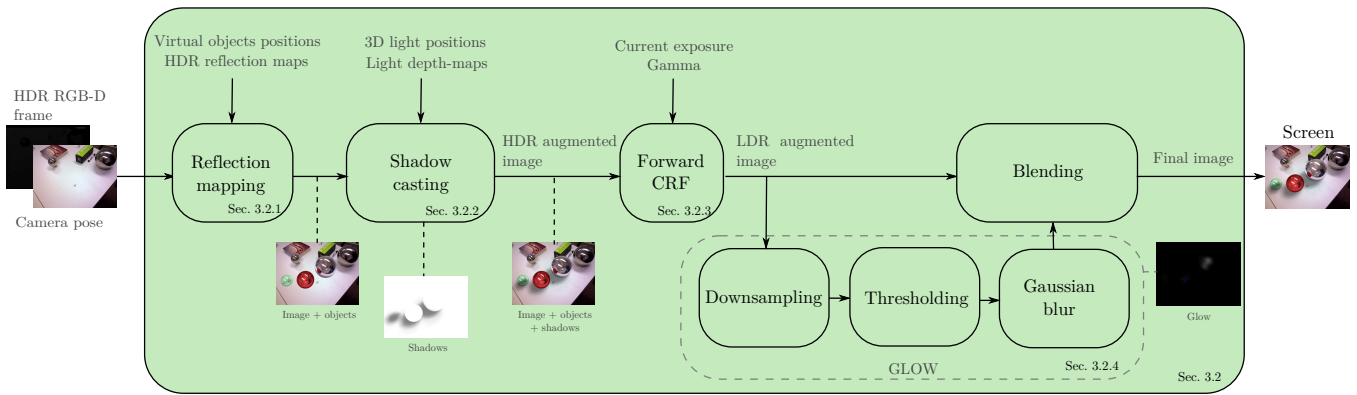 Virtual objects positions
HDR reflection maps
3D light positions
Light depth-maps
Current exposure
Gamma
HDR RGB-D
frame
Camera pose
Reflection
mapping
Sec. 3.2.1
Image + objects
Shadow
casting
Sec. 3.2.2
Shadows
HDR augmented
image
Image + objects
+ shadows
Forward
CRF
Sec. 3.2.3
LDR augmented
image
Blending
Final image
Screen
Downsampling
Thresholding
Gaussian
blur
GLOW
Sec. 3.2.4
Glow
Sec. 3.2